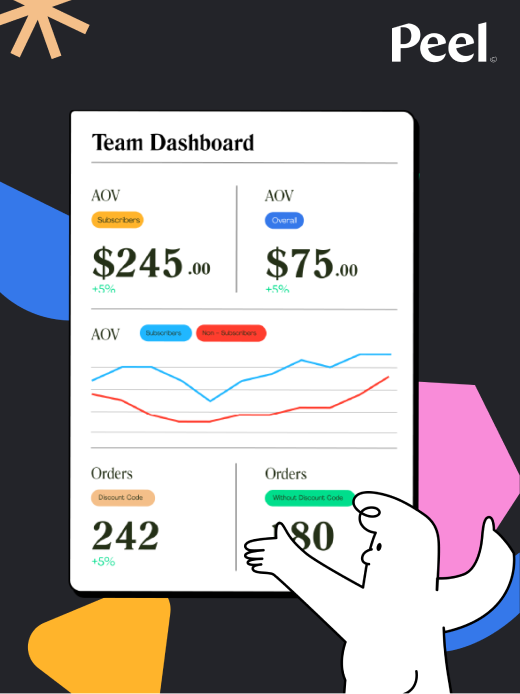 Peel©
Team Dashboard
AOV
Subscribers
$245.00
+5%
AOV
Overall
$75.00
+5%
AOV
Subscribers
Non - Subscribers
Orders
Discount Code
242
+5%
Orders
Without Discount Code
80